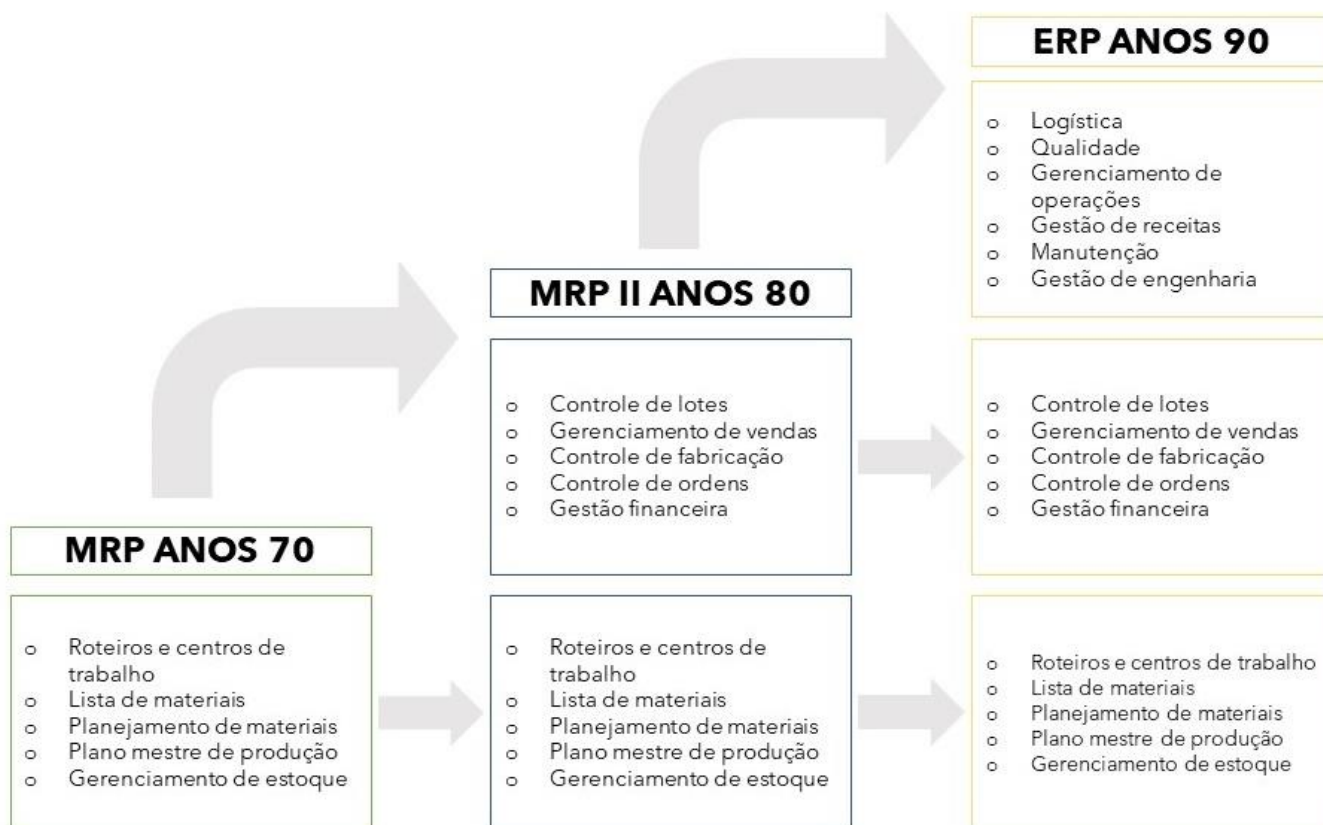 ERP ANOS 90
o Logística
o Qualidade
o Gerenciamento de
operações
o Gestão de receitas
o Manutenção
o Gestão de engenharia
MRP II ANOS 80
o Controle de lotes
o Gerenciamento de vendas
o Controle de fabricação
o Controle de ordens
o Gestão financeira
o Controle de lotes
o Gerenciamento de vendas
o Controle de fabricação
o Controle de ordens
o Gestão financeira
MRP ANOS 70
o Roteiros e centros de
trabalho
o Lista de materiais
o Planejamento de materiais
o Plano mestre de produção
o Gerenciamento de estoque
o Roteiros e centros de
trabalho
o Lista de materiais
o Planejamento de materiais
o Plano mestre de produção
o Gerenciamento de estoque
o Roteiros e centros de trabalho
o Lista de materiais
o Planejamento de materiais
o Plano mestre de produção
o Gerenciamento de estoque